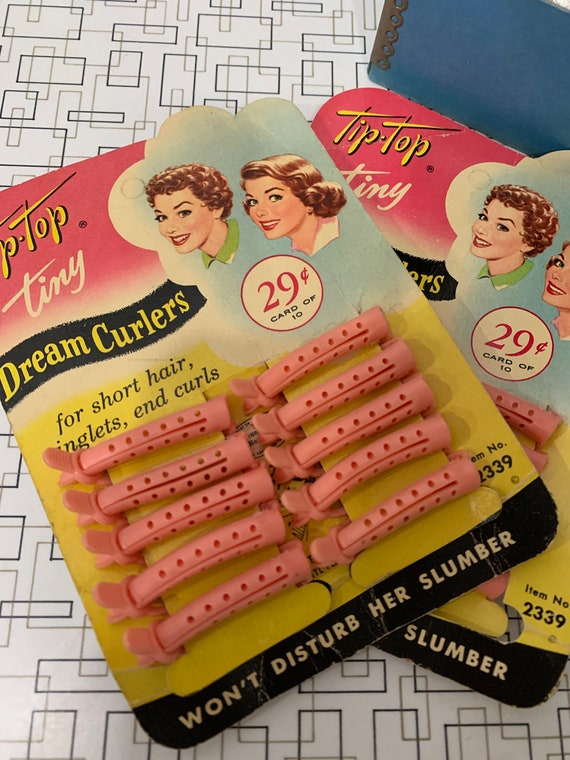 Tip-Top ®
tiny
Dream Curlers
for short hair,
ringlets, end curls
29¢
CARD OF
10
Item No.
2339
WON'T DISTURB HER SLUMBER
Tip-Top
tiny
29¢
CARD OF
10
Item No.
2339
SLUMBER